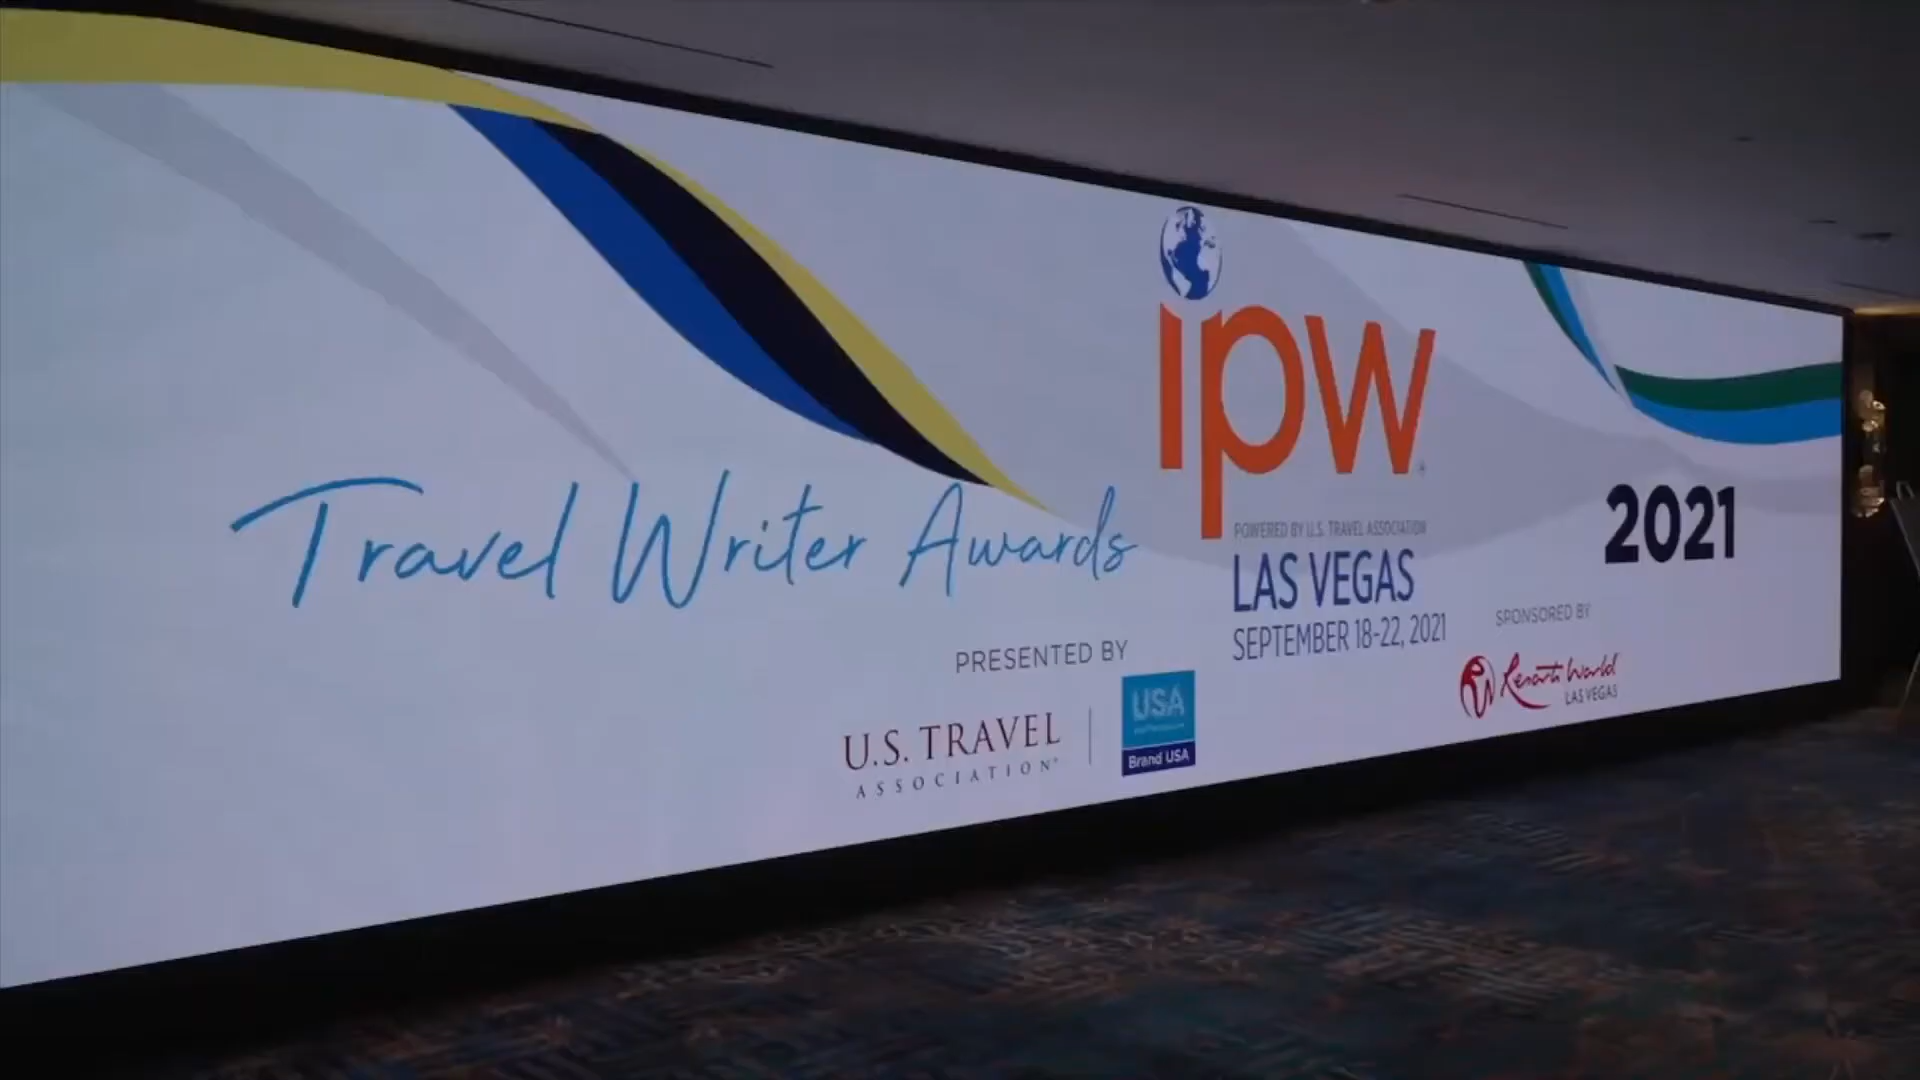 Travel Writer Awards
PRESENTED BY
U.S. TRAVEL
ASSOCIATION®
USA
Brand USA
ipw
POWERED BY U.S. TRAVEL ASSOCIATION
LAS VEGAS
SEPTEMBER 18-22, 2021
2021
SPONSORED BY
RW
Resorts World
LAS VEGAS